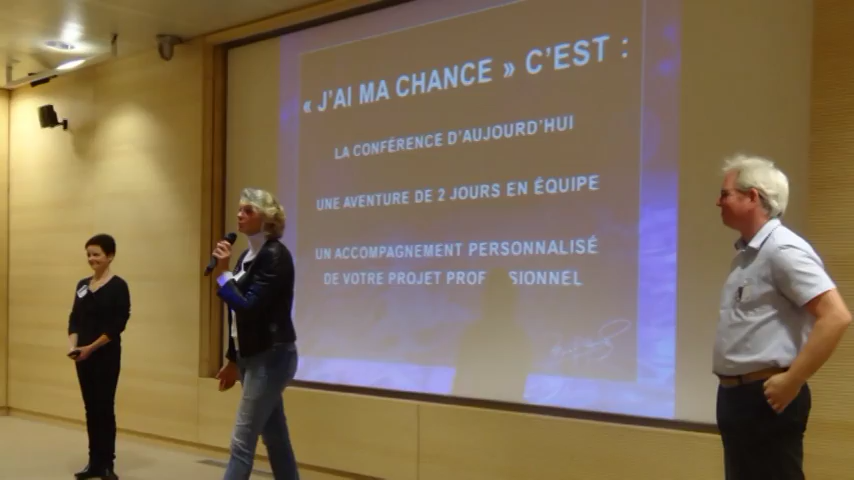 « J'AI MA CHANCE » C'EST :
LA CONFÉRENCE D'AUJOURD'HUI
UNE AVENTURE DE 2 JOURS EN ÉQUIPE
UN ACCOMPAGNEMENT PERSONNALISÉ
DE VOTRE PROJET PROFESSIONNEL